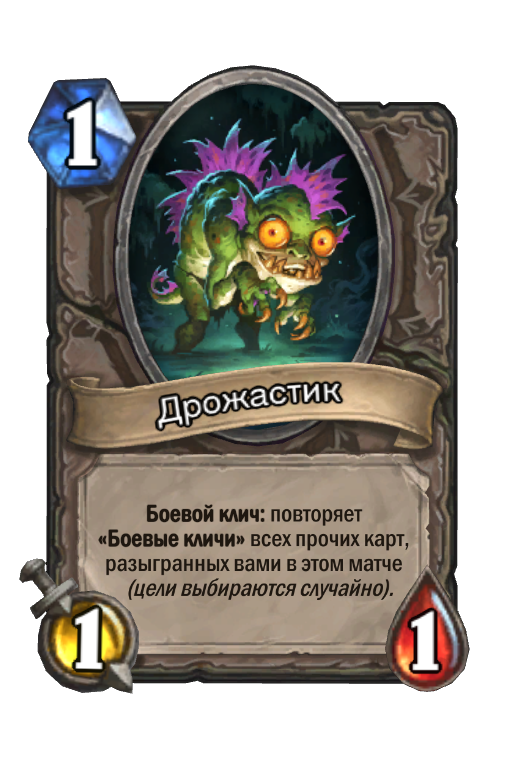 1
Дрожастик
Боевой клич: повторяет
«Боевые кличи» всех прочих карт,
разыгранных вами в этом матче
(цели выбираются случайно).
1
1